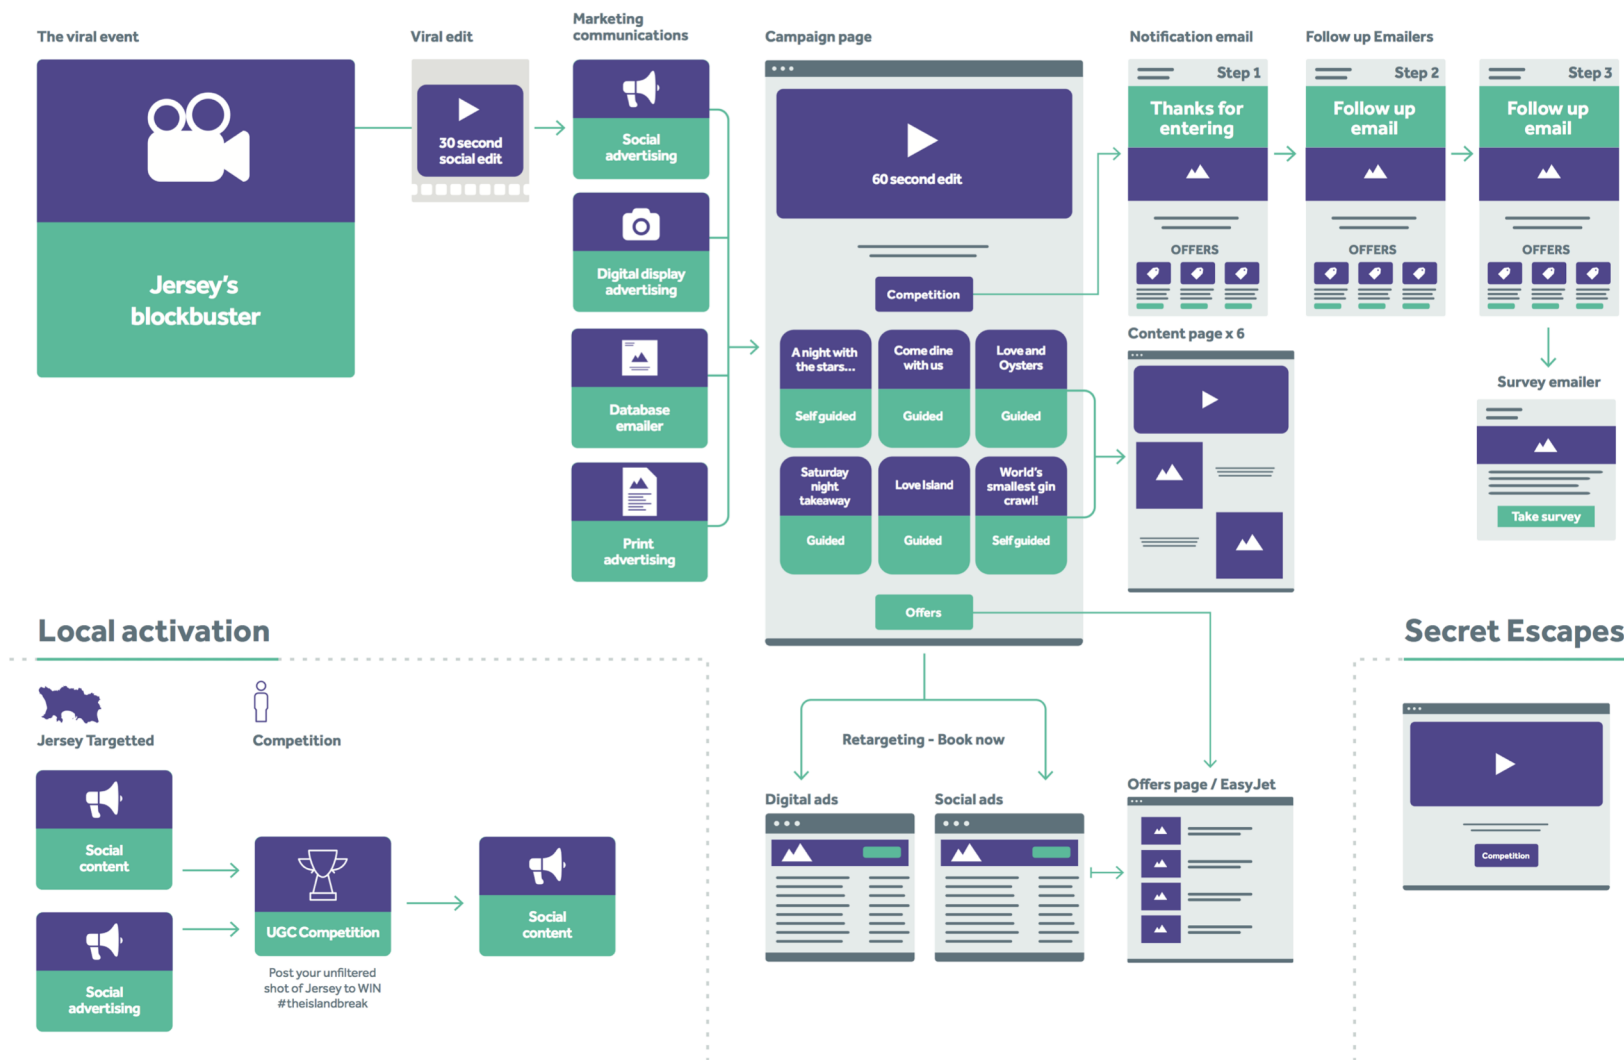 The viral event
Jersey's
blockbuster
Viral edit
30 second
social edit
Marketing
communications
Social
advertising
Digital display
advertising
Database
emailer
Print
advertising
Campaign page
60 second edit
Competition
A night with
the stars...
Self guided
Come dine
with us
Guided
Love and
Oysters
Guided
Saturday
night
takeaway
Guided
Love Island
Guided
World's
smallest gin
crawl!
Self guided
Offers
Notification email
Step 1
Thanks for
entering
OFFERS
Follow up Emailers
Step 2
Follow up
email
OFFERS
Step 3
Follow up
email
OFFERS
Content page x 6
Survey emailer
Take survey
Retargeting - Book now
Digital ads
Social ads
Offers page / EasyJet
Local activation
Jersey Targetted
Competition
Social
content
Social
advertising
UGC Competition
Post your unfiltered
shot of Jersey to WIN
#theislandbreak
Social
content
Secret Escapes
Competition